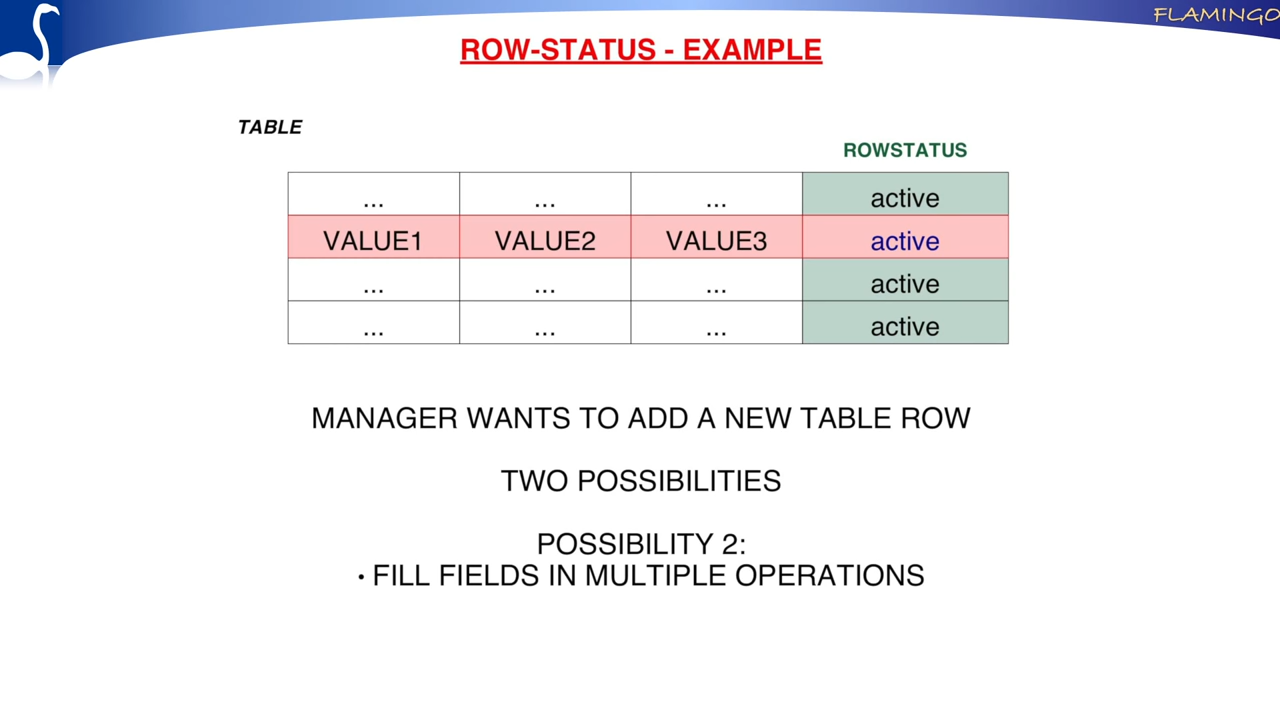 FLAMINGO
ROW-STATUS - EXAMPLE
TABLE
ROWSTATUS
... ... ... active
VALUE1 VALUE2 VALUE3 active
... ... ... active
... ... ... active
MANAGER WANTS TO ADD A NEW TABLE ROW
TWO POSSIBILITIES
POSSIBILITY 2:
• FILL FIELDS IN MULTIPLE OPERATIONS